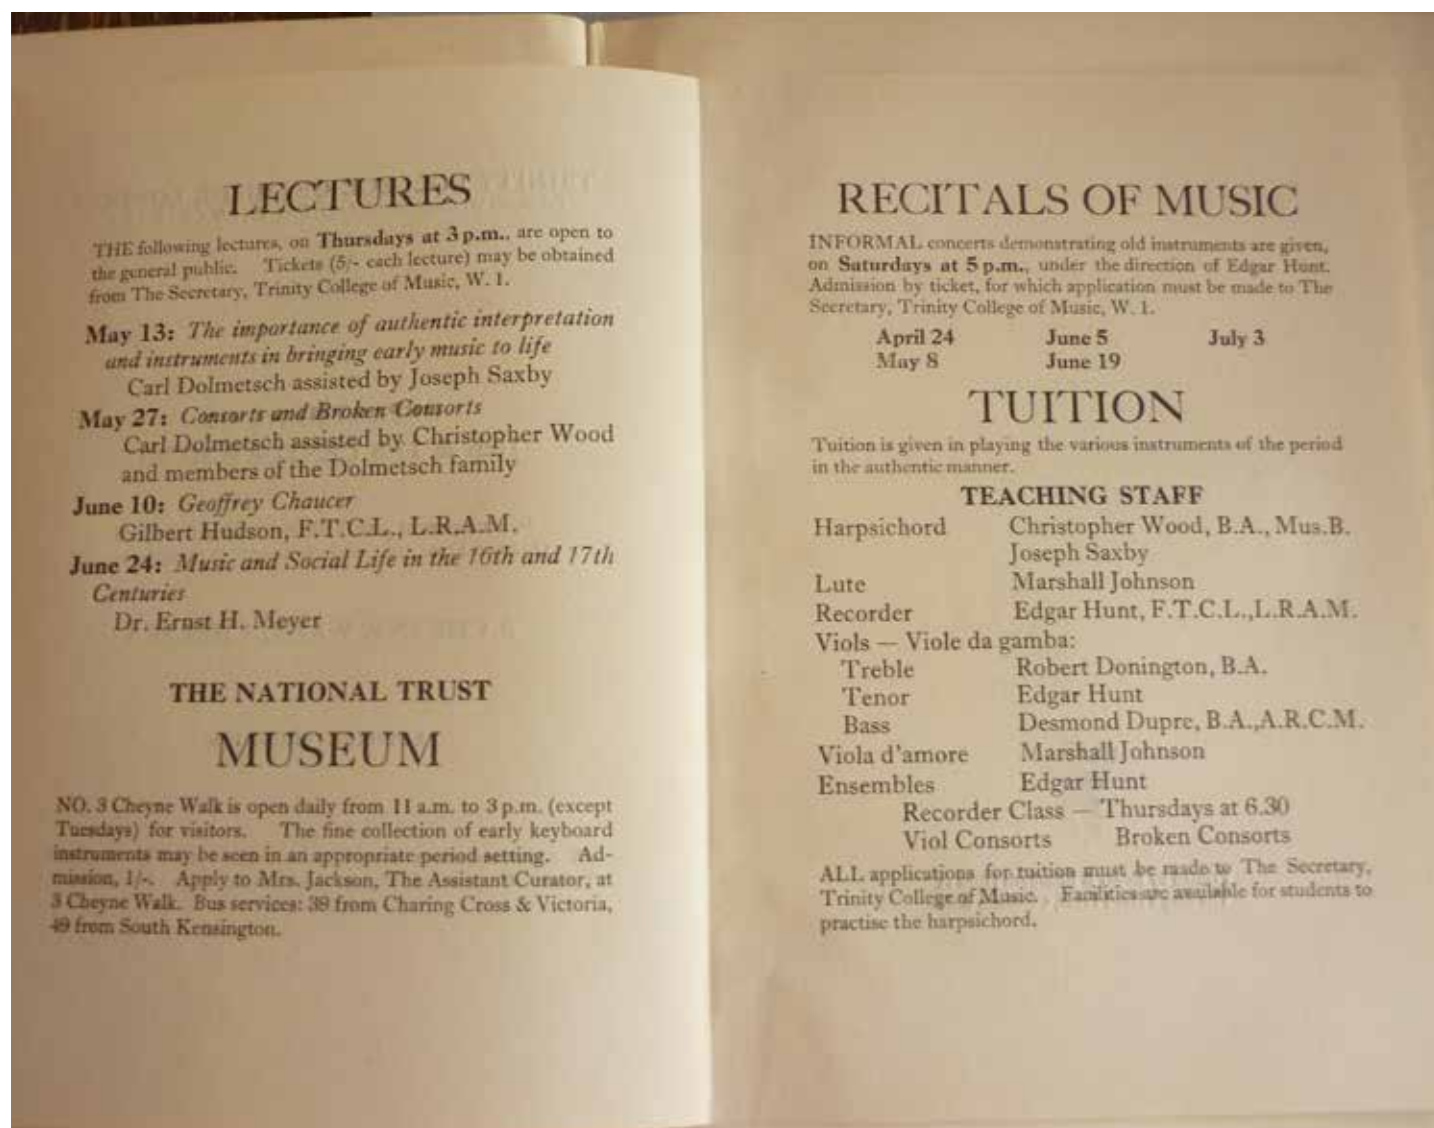 LECTURES
THE following lectures, on Thursdays at 3 p.m., are open to
the general public. Tickets (5/- each lecture) may be obtained
from The Secretary, Trinity College of Music, W. 1.
May 13: The importance of authentic interpretation
and instruments in bringing early music to life
Carl Dolmetsch assisted by Joseph Saxby
May 27: Consorts and Broken Consorts
Carl Dolmetsch assisted by Christopher Wood
and members of the Dolmetsch family
June 10: Geoffrey Chaucer
Gilbert Hudson, F.T.C.L., L.R.A.M.
June 24: Music and Social Life in the 16th and 17th
Centuries
Dr. Ernst H. Meyer
THE NATIONAL TRUST
MUSEUM
NO. 3 Cheyne Walk is open daily from 11 a.m. to 3 p.m. (except
Tuesdays) for visitors. The fine collection of early keyboard
instruments may be seen in an appropriate period setting. Ad-
mission, 1/-. Apply to Mrs. Jackson, The Assistant Curator, at
3 Cheyne Walk. Bus services: 39 from Charing Cross & Victoria,
49 from South Kensington.
RECITALS OF MUSIC
INFORMAL concerts demonstrating old instruments are given,
on Saturdays at 5 p.m., under the direction of Edgar Hunt.
Admission by ticket, for which application must be made to The
Secretary, Trinity College of Music, W. 1.
April 24 June 5 July 3
May 8 June 19
TUITION
Tuition is given in playing the various instruments of the period
in the authentic manner.
TEACHING STAFF
Harpsichord Christopher Wood, B.A., Mus.B.
Joseph Saxby
Lute Marshall Johnson
Recorder Edgar Hunt, F.T.C.L., L.R.A.M.
Viols — Viole da gamba:
Treble Robert Donington, B.A.
Tenor Edgar Hunt
Bass Desmond Dupre, B.A., A.R.C.M.
Viola d'amore Marshall Johnson
Ensembles Edgar Hunt
Recorder Class — Thursdays at 6.30
Viol Consorts Broken Consorts
ALL applications for tuition must be made to The Secretary,
Trinity College of Music. Facilities are available for students to
practise the harpsichord.